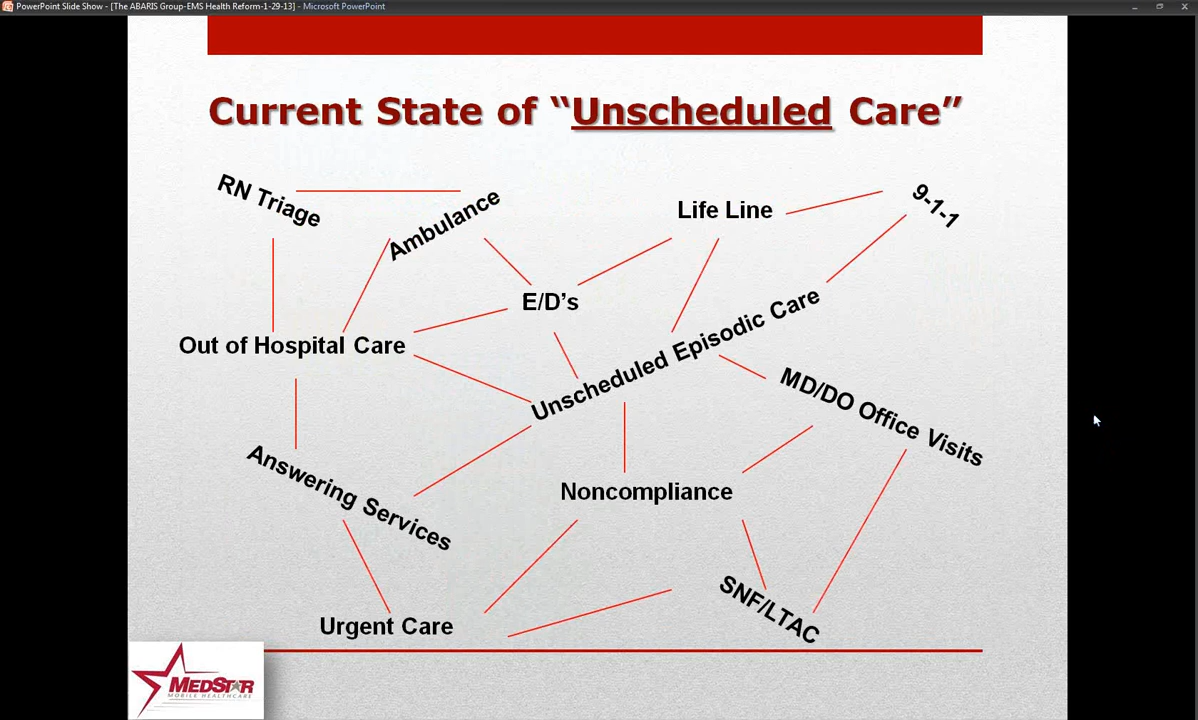 PowerPoint Slide Show - [The ABARIS Group-EMS Health Reform-1-29-13] - Microsoft PowerPoint
Current State of “Unscheduled Care”
RN Triage
Ambulance
Life Line
9-1-1
E/D’s
Out of Hospital Care
Unscheduled Episodic Care
MD/DO Office Visits
Answering Services
Noncompliance
SNF/LTAC
Urgent Care
MEDSTAR
MOBILE HEALTHCARE